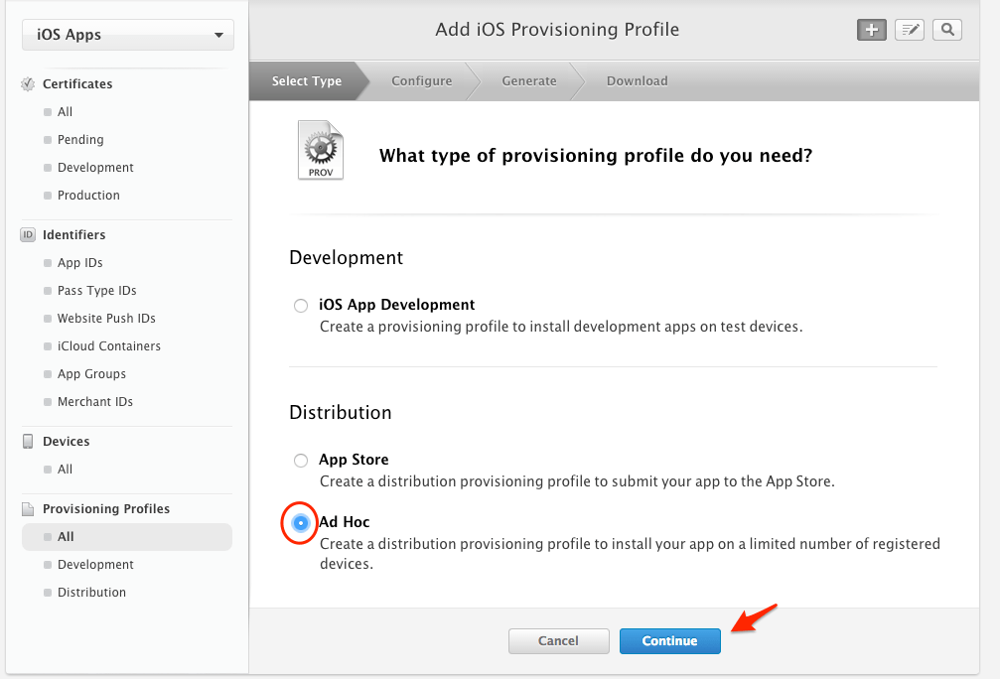 iOS Apps
Certificates
All
Pending
Development
Production
ID
Identifiers
App IDs
Pass Type IDs
Website Push IDs
iCloud Containers
App Groups
Merchant IDs
Devices
All
Provisioning Profiles
All
Development
Distribution
Add iOS Provisioning Profile
Select Type
Configure
Generate
Download
PROV
What type of provisioning profile do you need?
Development
iOS App Development
Create a provisioning profile to install development apps on test devices.
Distribution
App Store
Create a distribution provisioning profile to submit your app to the App Store.
Ad Hoc
Create a distribution provisioning profile to install your app on a limited number of registered
devices.
Cancel
Continue